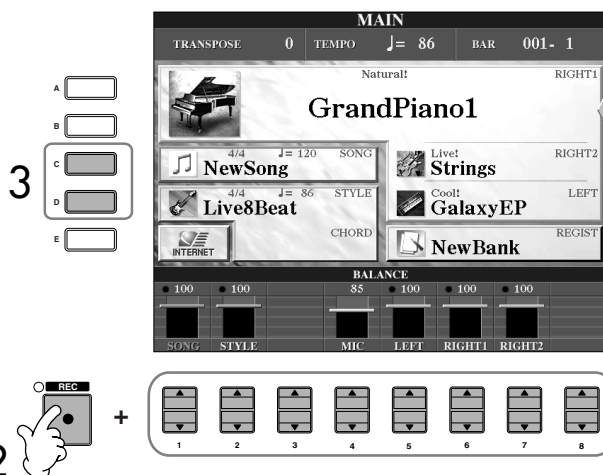 MAIN
TRANSPOSE 0 TEMPO ♩= 86 BAR 001- 1
Natural! RIGHT1
GrandPiano1
4/4 ♩= 120 SONG
NewSong
Live! RIGHT2
Strings
4/4 ♩= 86 STYLE
Live8Beat
Cool! LEFT
GalaxyEP
CHORD
INTERNET
REGIST
NewBank
BALANCE
100 100 85 100 100 100
SONG STYLE MIC LEFT RIGHT1 RIGHT2
A
B
C
3
D
E
REC
+
1 2 3 4 5 6 7 8
2